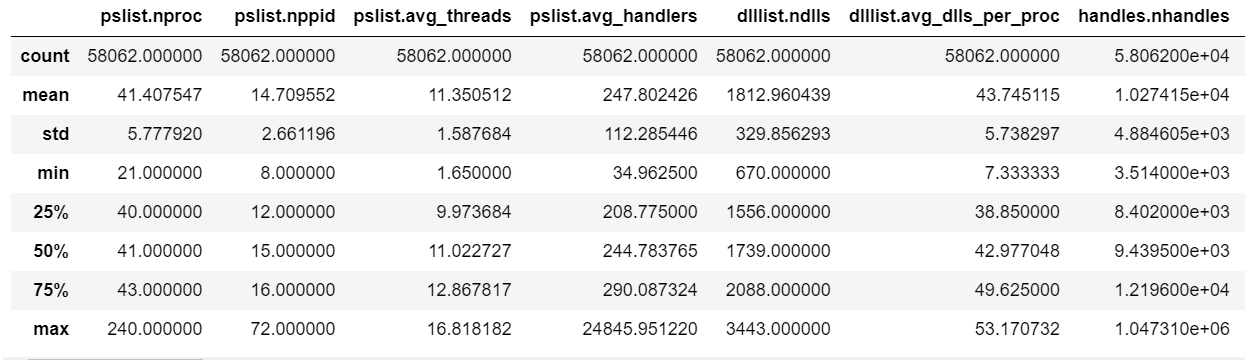 pslist.nproc pslist.nppid pslist.avg_threads pslist.avg_handlers dlllist.ndlls dlllist.avg_dlls_per_proc handles.nhandles
count 58062.000000 58062.000000 58062.000000 58062.000000 58062.000000 58062.000000 5.806200e+04
mean 41.407547 14.709552 11.350512 247.802426 1812.960439 43.745115 1.027415e+04
std 5.777920 2.661196 1.587684 112.285446 329.856293 5.738297 4.884605e+03
min 21.000000 8.000000 1.650000 34.962500 670.000000 7.333333 3.514000e+03
25% 40.000000 12.000000 9.973684 208.775000 1556.000000 38.850000 8.402000e+03
50% 41.000000 15.000000 11.022727 244.783765 1739.000000 42.977048 9.439500e+03
75% 43.000000 16.000000 12.867817 290.087324 2088.000000 49.625000 1.219600e+04
max 240.000000 72.000000 16.818182 24845.951220 3443.000000 53.170732 1.047310e+06